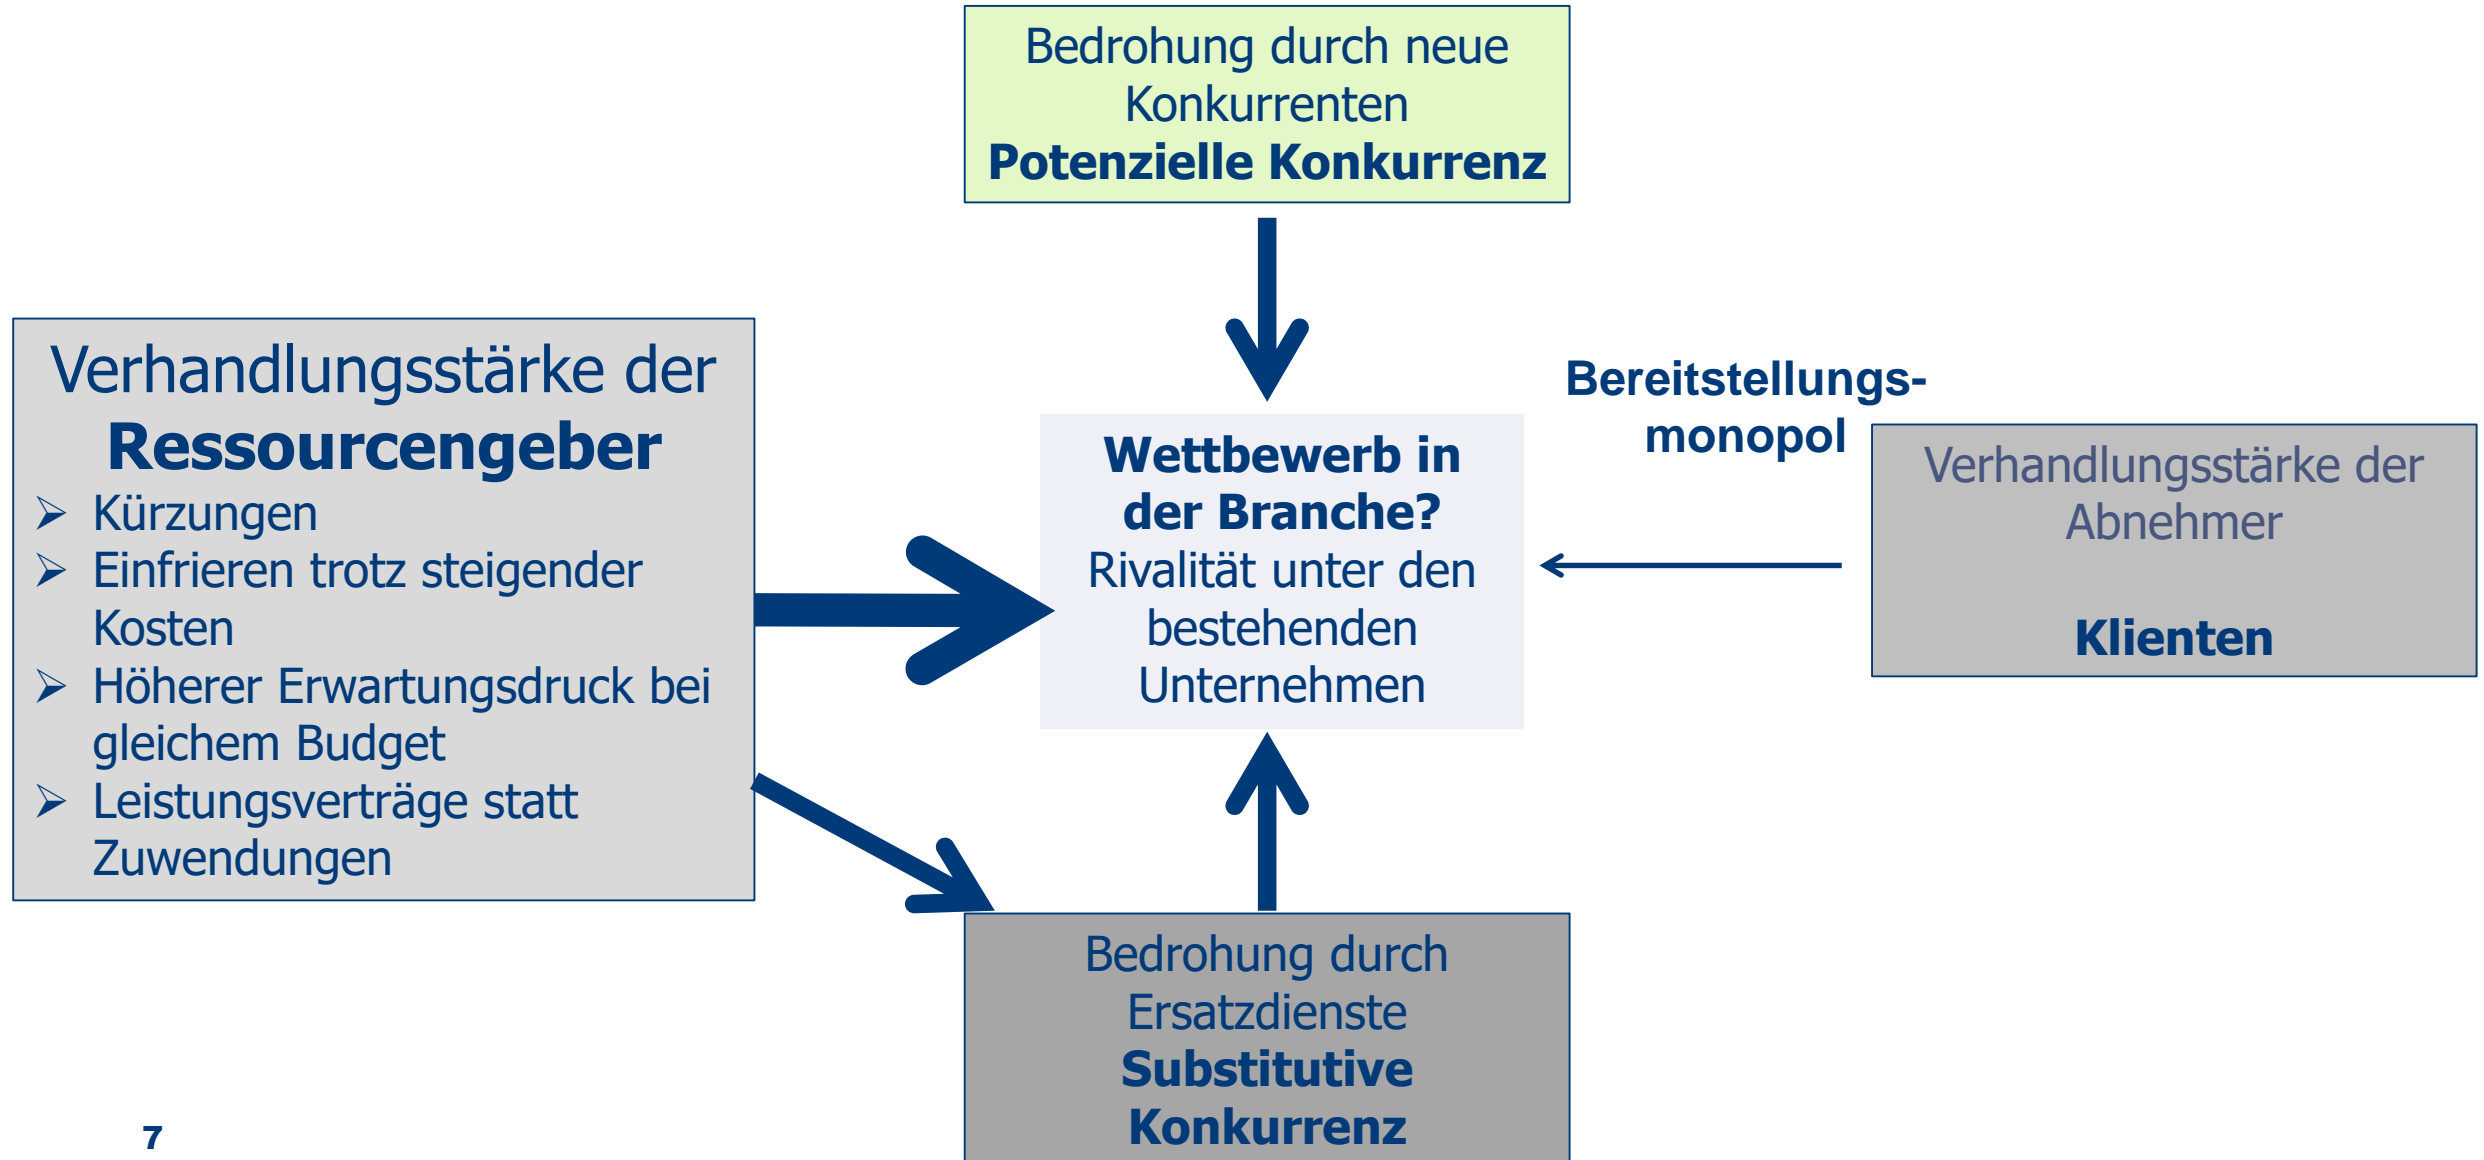 Bedrohung durch neue
Konkurrenten
Potenzielle Konkurrenz
Verhandlungsstärke der
Ressourcengeber
➢ Kürzungen
➢ Einfrieren trotz steigender
Kosten
➢ Höherer Erwartungsdruck bei
gleichem Budget
➢ Leistungsverträge statt
Zuwendungen
Wettbewerb in
der Branche?
Rivalität unter den
bestehenden
Unternehmen
Bereitstellungs-
monopol
Verhandlungsstärke der
Abnehmer
Klienten
Bedrohung durch
Ersatzdienste
Substitutive
Konkurrenz
7